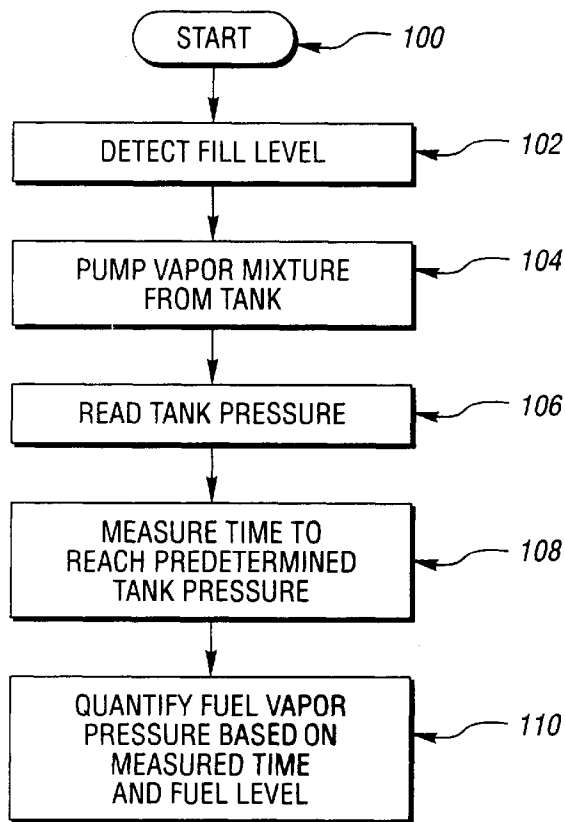 START
100
DETECT FILL LEVEL
102
PUMP VAPOR MIXTURE
FROM TANK
104
READ TANK PRESSURE
106
MEASURE TIME TO
REACH PREDETERMINED
TANK PRESSURE
108
QUANTIFY FUEL VAPOR
PRESSURE BASED ON
MEASURED TIME
AND FUEL LEVEL
110